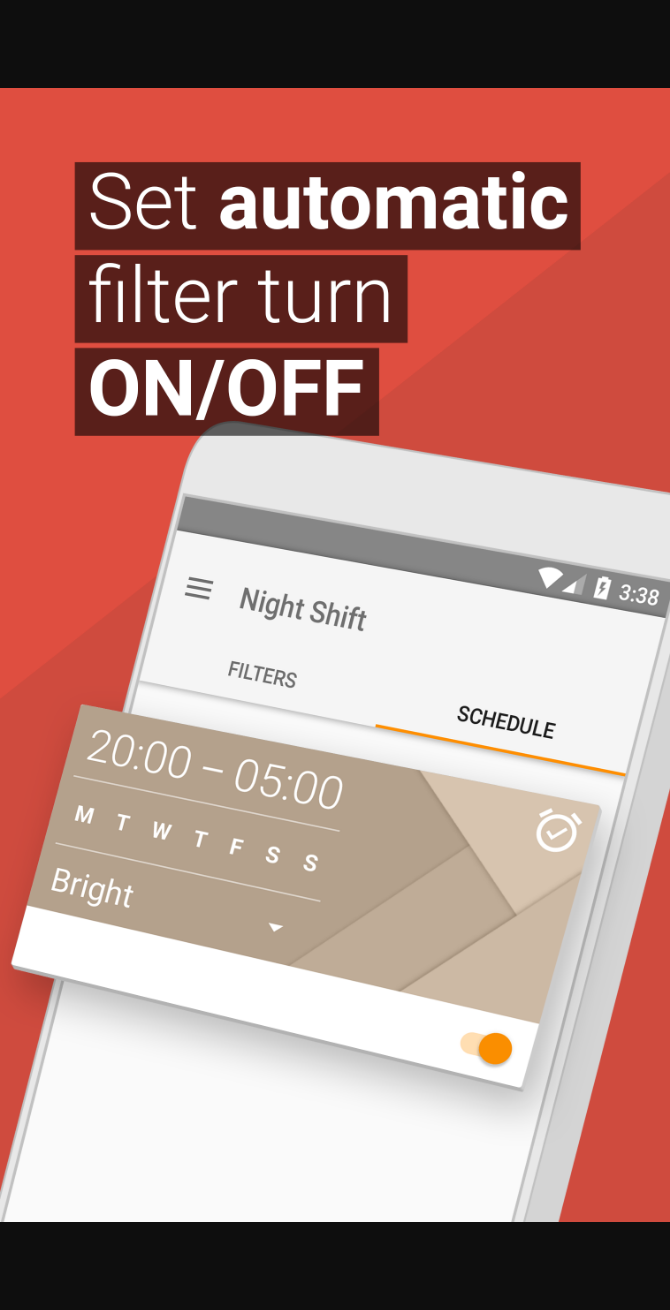 Set automatic
filter turn
ON/OFF
3:38
Night Shift
FILTERS
SCHEDULE
20:00 – 05:00
M T W T F S S
Bright